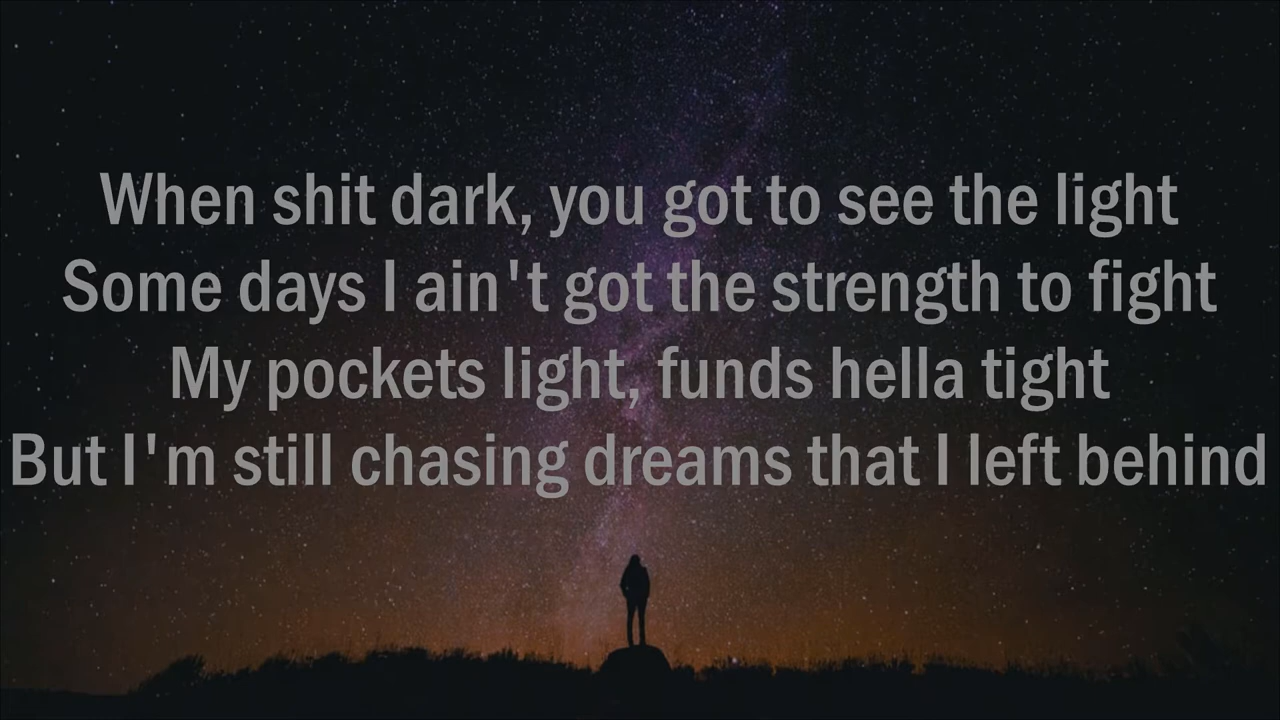 When shit dark, you got to see the light
Some days I ain't got the strength to fight
My pockets light, funds hella tight
But I'm still chasing dreams that I left behind